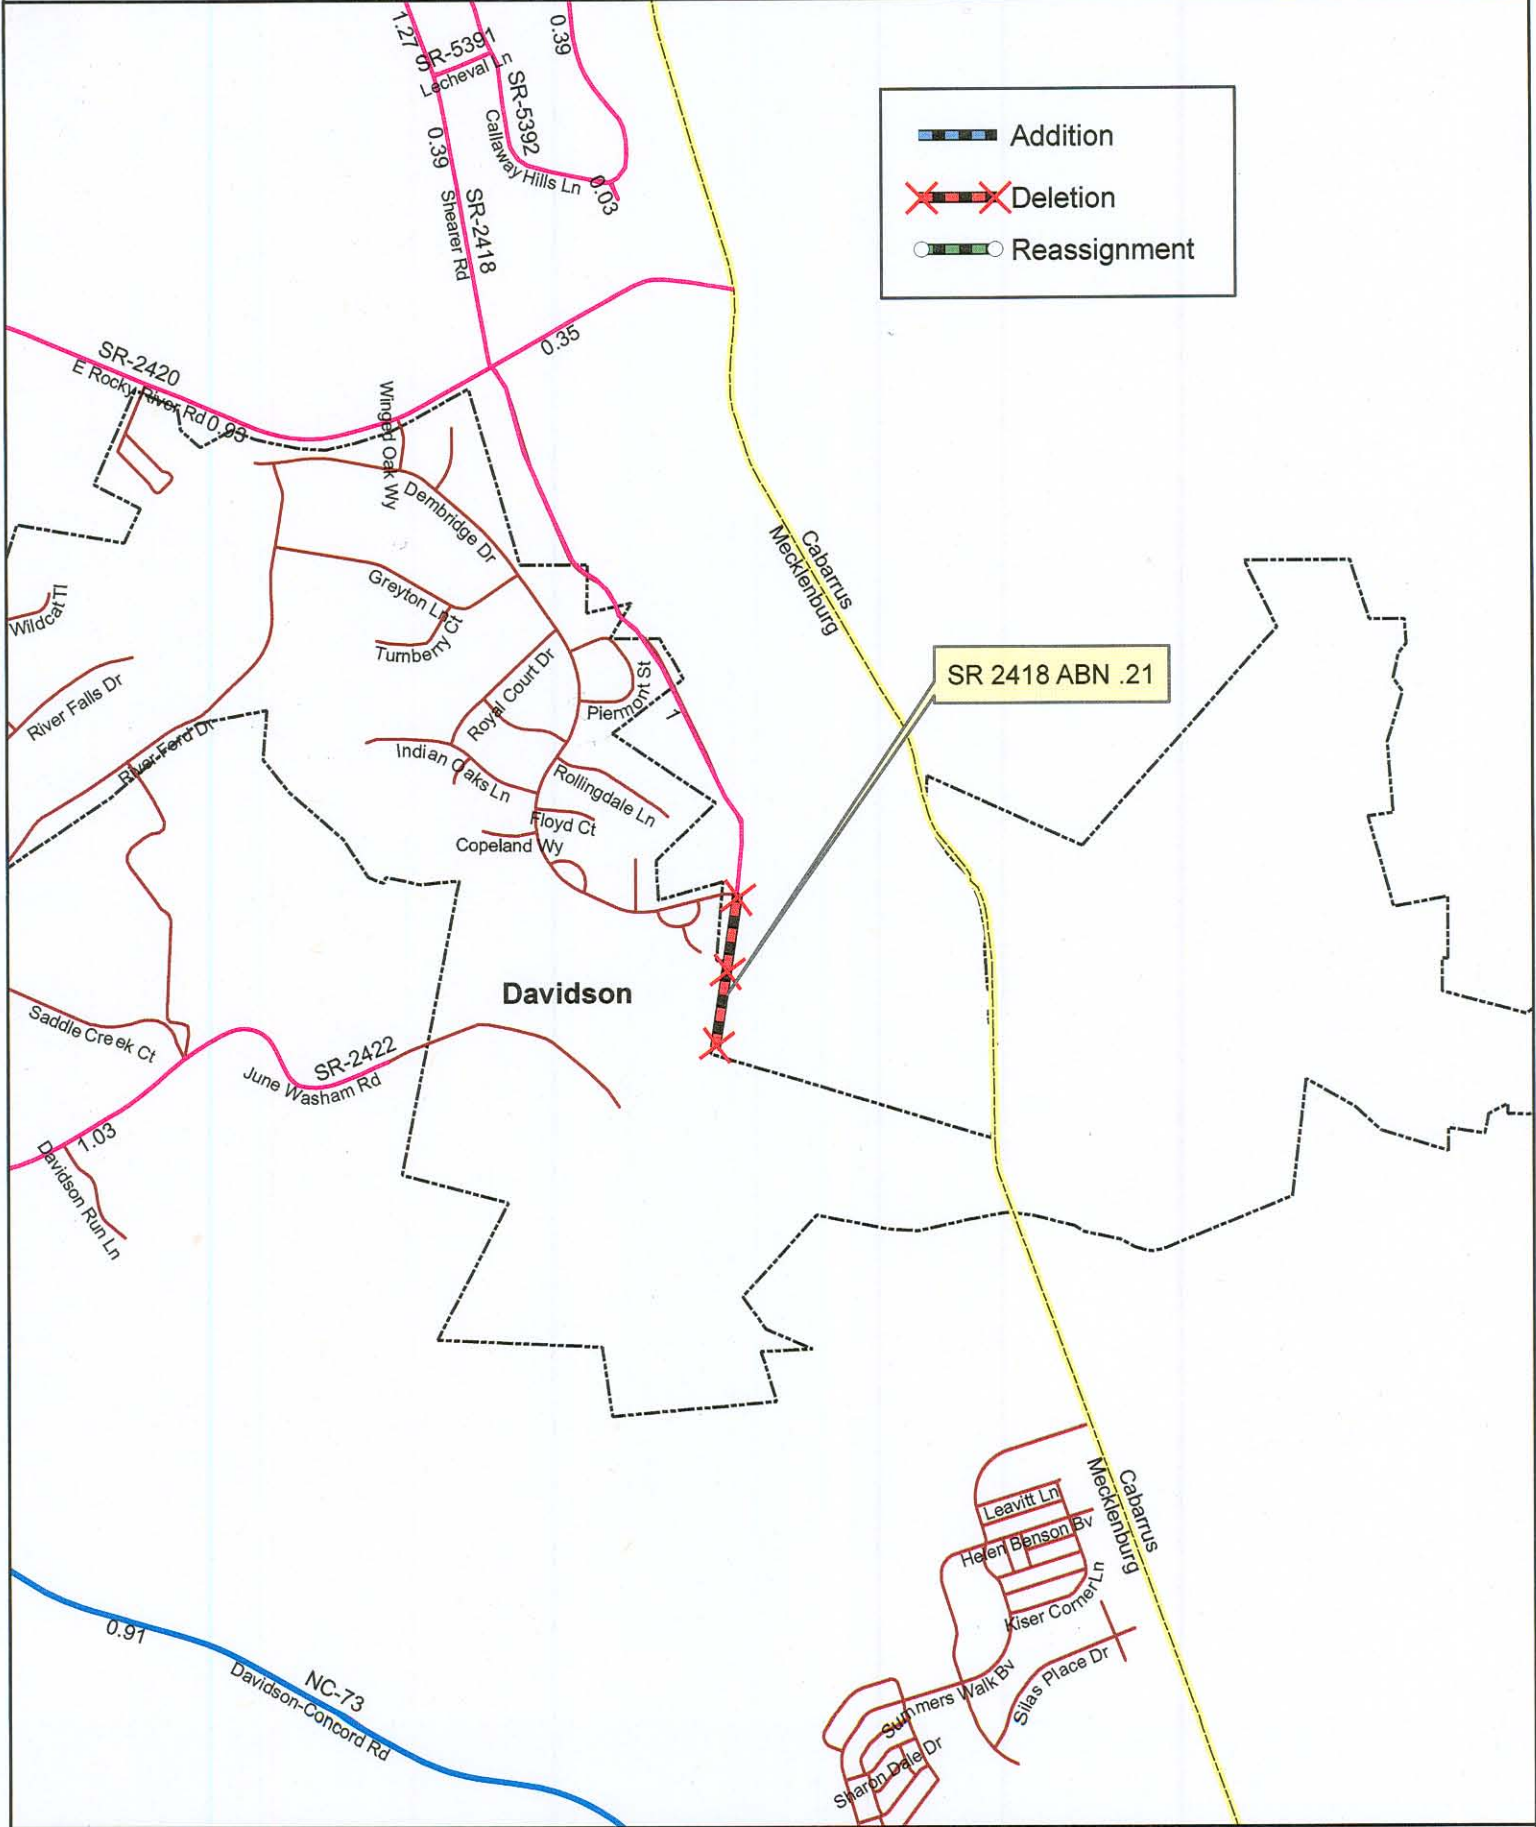 1.27
SR-5391
Lecheval Ln
0.39
SR-5392
Callaway Hills Ln
0.03
0.39
SR-2418
Shearer Rd
Addition
Deletion
Reassignment
0.35
SR-2420
E Rocky River Rd 0.93
Winged Oak Wy
Dembridge Dr
Greyton Ln
Ct
Turnberry Ct
Wildcat Tl
River Falls Dr
River Ford Dr
Royal Court Dr
Piermont St
1
Indian Oaks Ln
Rollingdale Ln
Floyd Ct
Copeland Wy
Cabarrus
Mecklenburg
SR 2418 ABN .21
Davidson
Saddle Creek Ct
SR-2422
June Washam Rd
1.03
Davidson Run Ln
Cabarrus
Mecklenburg
Leavitt Ln
Helen Benson Bv
Kiser Corner Ln
Silas Place Dr
Summers Walk Bv
Sharon Dale Dr
0.91
NC-73
Davidson-Concord Rd